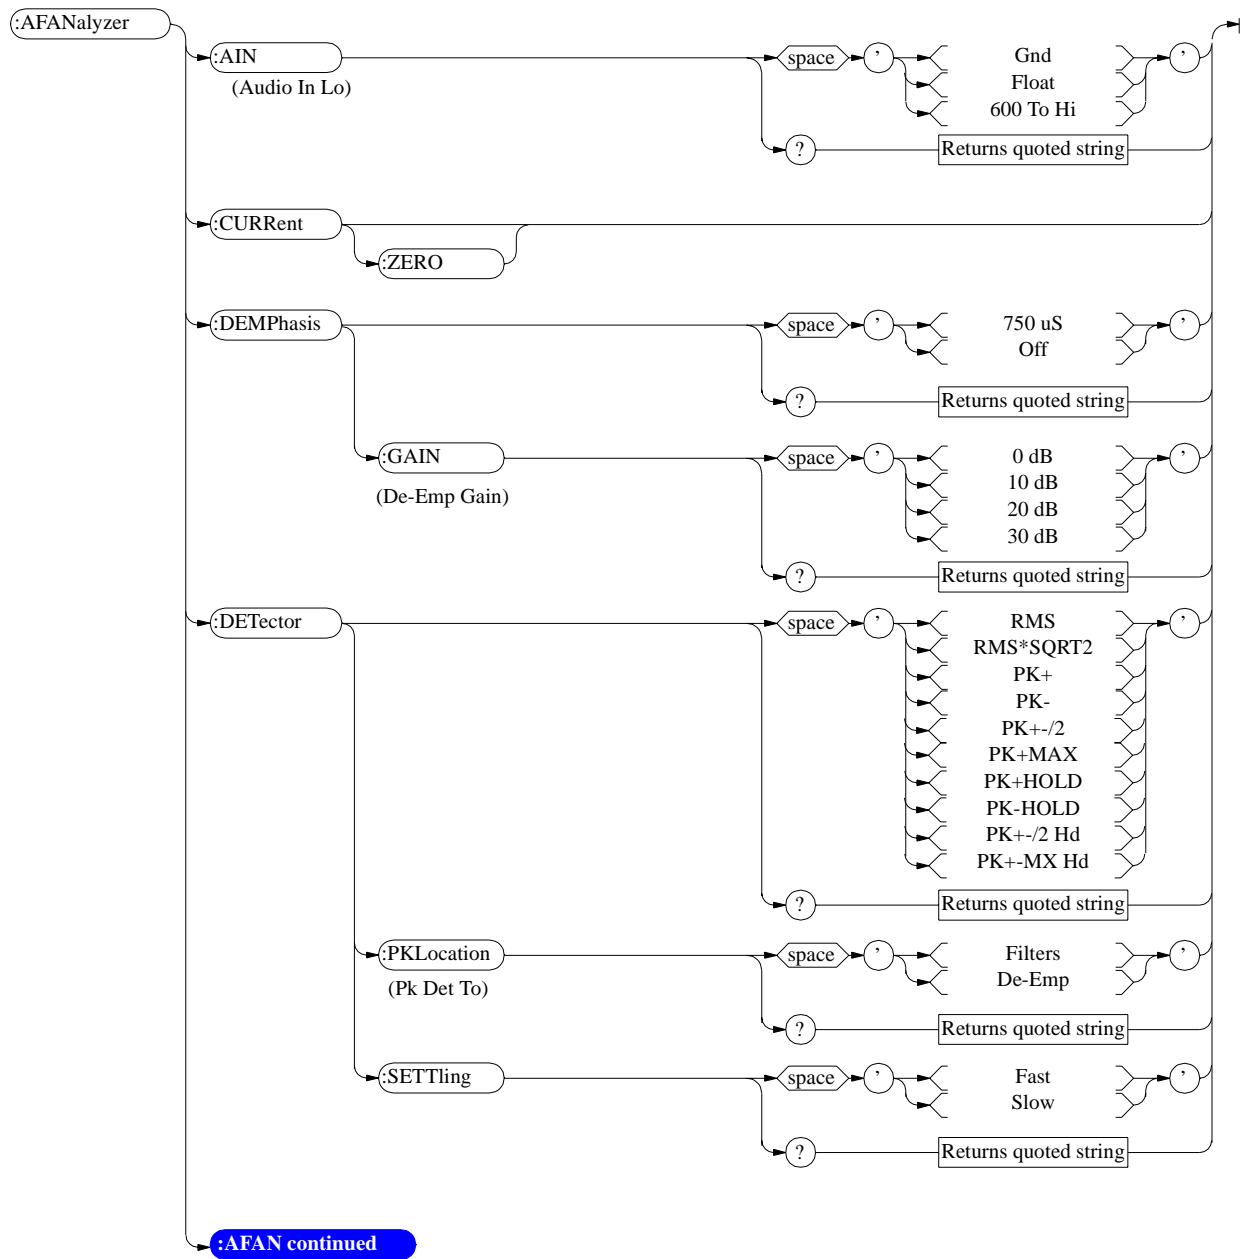 :AFANalyzer
:AIN space ' Gnd '
(Audio In Lo) Float
600 To Hi
? Returns quoted string
:CURRent
:ZERO
:DEMPhasis space ' 750 uS '
Off
? Returns quoted string
:GAIN space ' 0 dB '
(De-Emp Gain) 10 dB
20 dB
30 dB
? Returns quoted string
:DETector space ' RMS '
RMS*SQRT2
PK+
PK-
PK+-/2
PK+MAX
PK+HOLD
PK-HOLD
PK+-/2 Hd
PK+-MX Hd
? Returns quoted string
:PKLocation space ' Filters '
(Pk Det To) De-Emp
? Returns quoted string
:SETTling space ' Fast '
Slow
? Returns quoted string
:AFAN continued